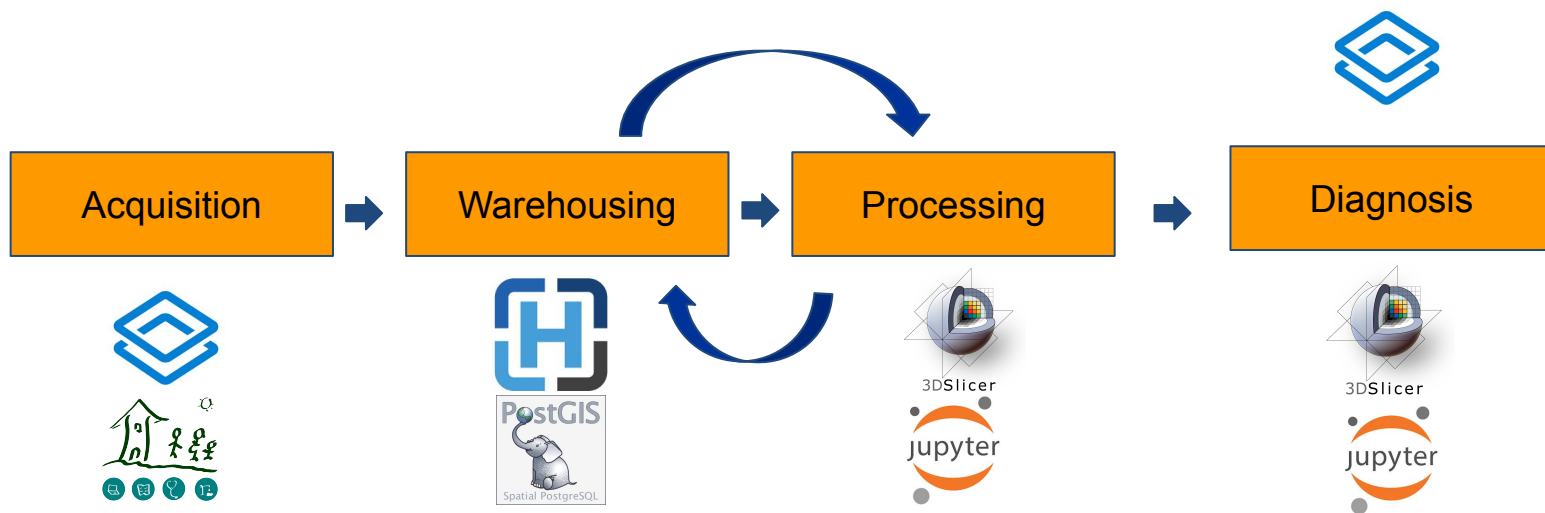 Acquisition
Warehousing
Processing
Diagnosis
H
PostGIS
Spatial PostgreSQL
3DSlicer
jupyter
3DSlicer
jupyter